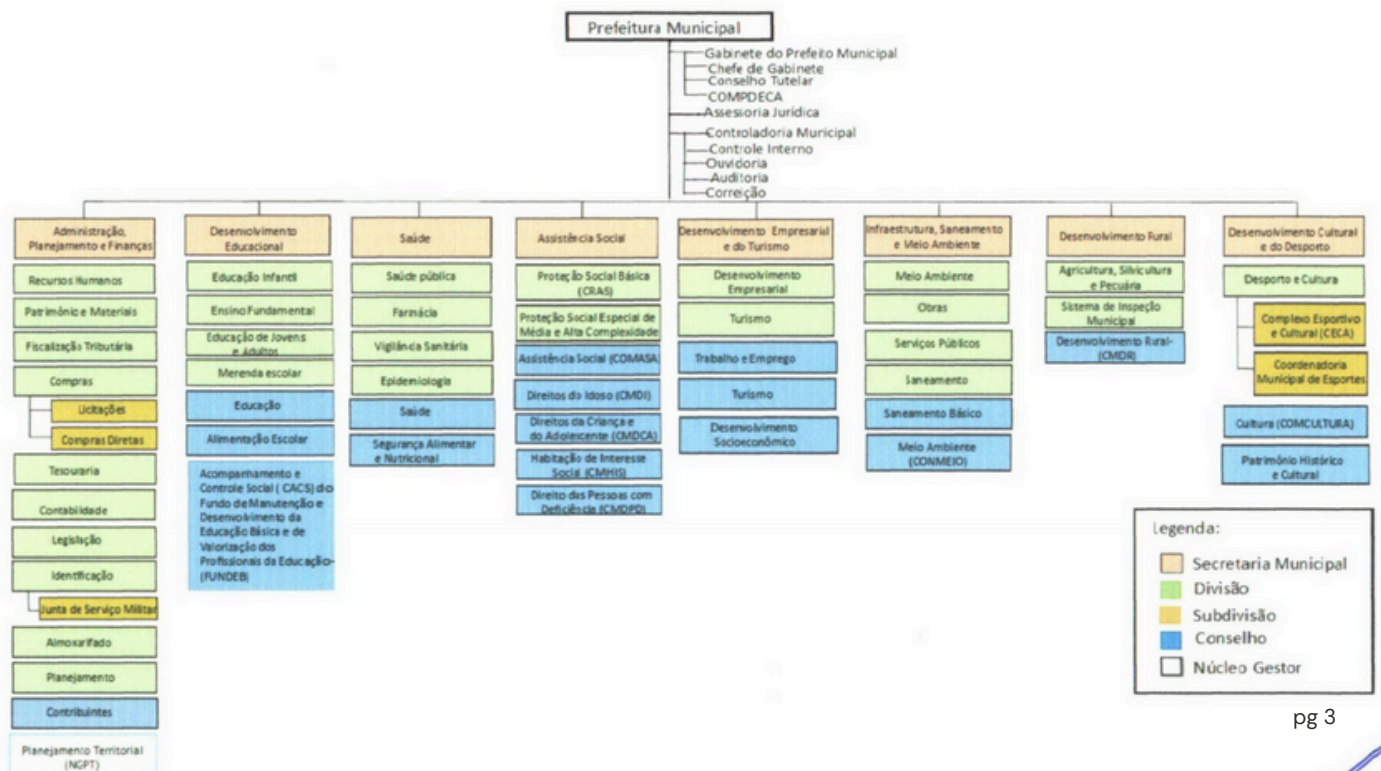 Prefeitura Municipal
Gabinete do Prefeito Municipal
Chefe de Gabinete
Conselho Tutelar
COMPDECA
Assessoria Jurídica
Controladoria Municipal
Controle Interno
Ouvidoria
Auditoria
Correição
Administração,
Planejamento e Finanças
Recursos Humanos
Patrimônio e Materiais
Fiscalização Tributária
Compras
Licitações
Compras Diretas
Tesouraria
Contabilidade
Legislação
Identificação
Junta de Serviço Militar
Almoxarifado
Planejamento
Contribuintes
Planejamento Territorial
(NGPT)
Desenvolvimento
Educacional
Educação Infantil
Ensino Fundamental
Educação de Jovens
e Adultos
Merenda escolar
Educação
Alimentação Escolar
Acompanhamento e
Controle Social ( CACS) do
Fundo de Manutenção e
Desenvolvimento da
Educação Básica e de
Valorização dos
Profissionais da Educação-
(FUNDEB)
Saúde
Saúde pública
Farmácia
Vigilância Sanitária
Epidemiologia
Saúde
Segurança Alimentar
e Nutricional
Assistência Social
Proteção Social Básica
(CRAS)
Proteção Social Especial de
Média e Alta Complexidade
Assistência Social (COMASA)
Direitos do Idoso (CMDI)
Direitos da Criança e
do Adolescente (CMDCA)
Habitação de Interesse
Social (CMHIS)
Direito das Pessoas com
Deficiência (CMDPD)
Desenvolvimento Empresarial
e do Turismo
Desenvolvimento
Empresarial
Turismo
Trabalho e Emprego
Turismo
Desenvolvimento
Socioeconômico
Infraestrutura, Saneamento
e Meio Ambiente
Meio Ambiente
Obras
Serviços Públicos
Saneamento
Saneamento Básico
Meio Ambiente
(CONMEIO)
Desenvolvimento Rural
Agricultura, Silvicultura
e Pecuária
Sistema de Inspeção
Municipal
Desenvolvimento Rural-
(CMDR)
Desenvolvimento Cultural
e do Desporto
Desporto e Cultura
Complexo Esportivo
e Cultural (CECA)
Coordenadoria
Municipal de Esportes
Cultura (COMCULTURA)
Patrimônio Histórico
e Cultural
Legenda:
Secretaria Municipal
Divisão
Subdivisão
Conselho
Núcleo Gestor
pg 3